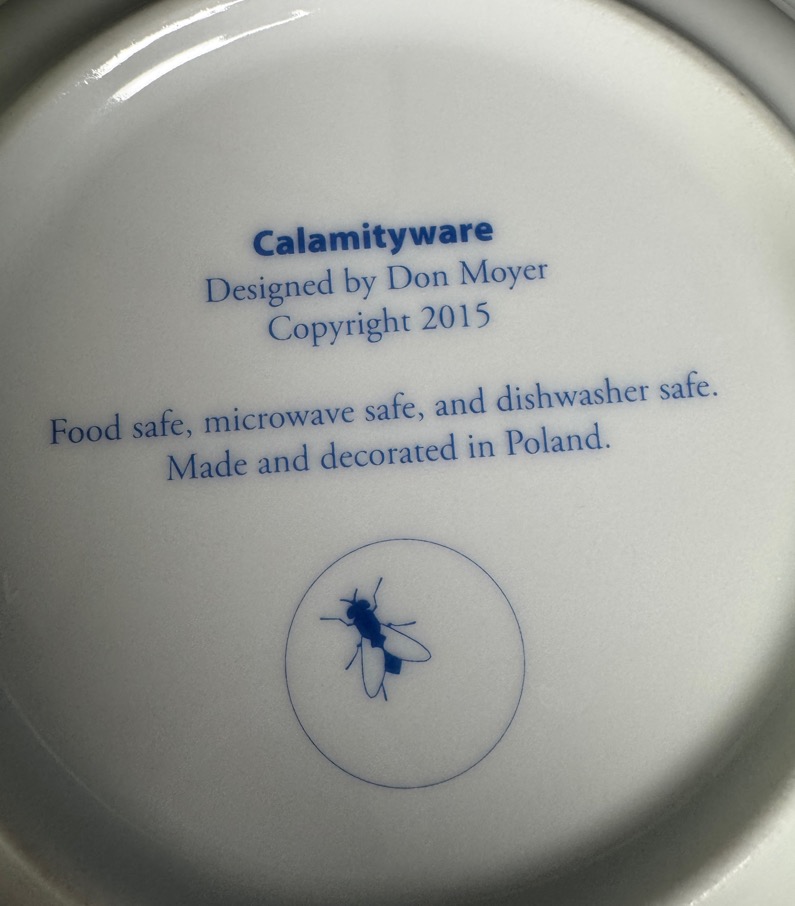 Calamityware
Designed by Don Moyer
Copyright 2015
Food safe, microwave safe, and dishwasher safe.
Made and decorated in Poland.